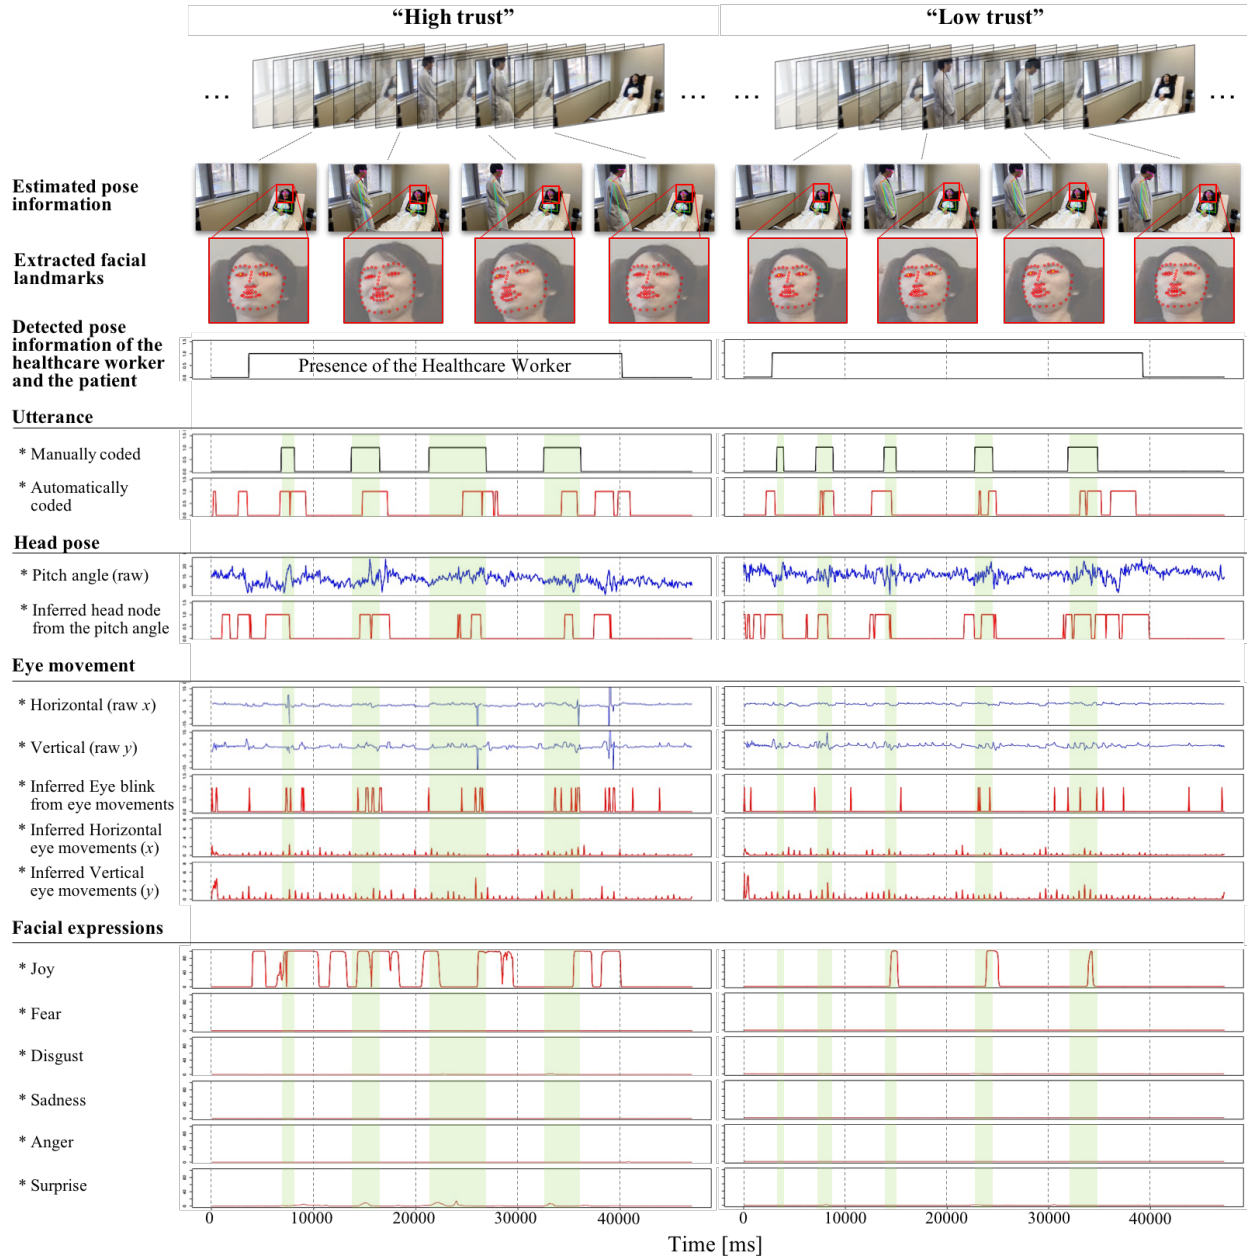 “High trust”
“Low trust”
... ... ... ...
Estimated pose
information
Extracted facial
landmarks
Detected pose
information of the
healthcare worker
and the patient
Presence of the Healthcare Worker
Utterance
* Manually coded
* Automatically
coded
Head pose
* Pitch angle (raw)
* Inferred head node
from the pitch angle
Eye movement
* Horizontal (raw x)
* Vertical (raw y)
* Inferred Eye blink
from eye movements
* Inferred Horizontal
eye movements (x)
* Inferred Vertical
eye movements (y)
Facial expressions
* Joy
* Fear
* Disgust
* Sadness
* Anger
* Surprise
0 10000 20000 30000 40000 0 10000 20000 30000 40000
Time [ms]